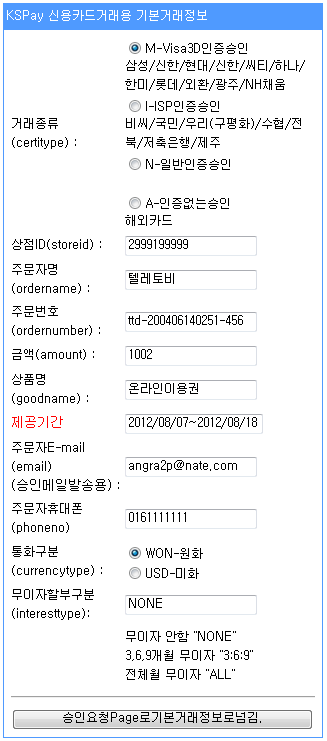 KSPay 신용카드거래용 기본거래정보
M-Visa3D인증승인
삼성/신한/현대/신한/씨티/하나/
한미/롯데/외환/광주/NH채움
I-ISP인증승인
거래종류
(certitype) :
비씨/국민/우리(구평화)/수협/전
북/저축은행/제주
N-일반인증승인
A-인증없는승인
해외카드
상점ID(storeid) :
2999199999
주문자명
(ordername) :
텔레토비
주문번호
(ordernumber) :
ttd-200406140251-456
금액(amount) :
1002
상품명
(goodname) :
온라인이용권
제공기간
2012/08/07~2012/08/18
주문자E-mail
(email)
(승인메일발송용) :
angra2p@nate.com
주문자휴대폰
(phoneno)
0161111111
통화구분
(currencytype) :
WON-원화
USD-미화
무이자할부구분
(interesttype):
NONE
무이자 안함 "NONE"
3,6,9개월 무이자 "3:6:9"
전체월 무이자 "ALL"
승인요청Page로기본거래정보로넘김.